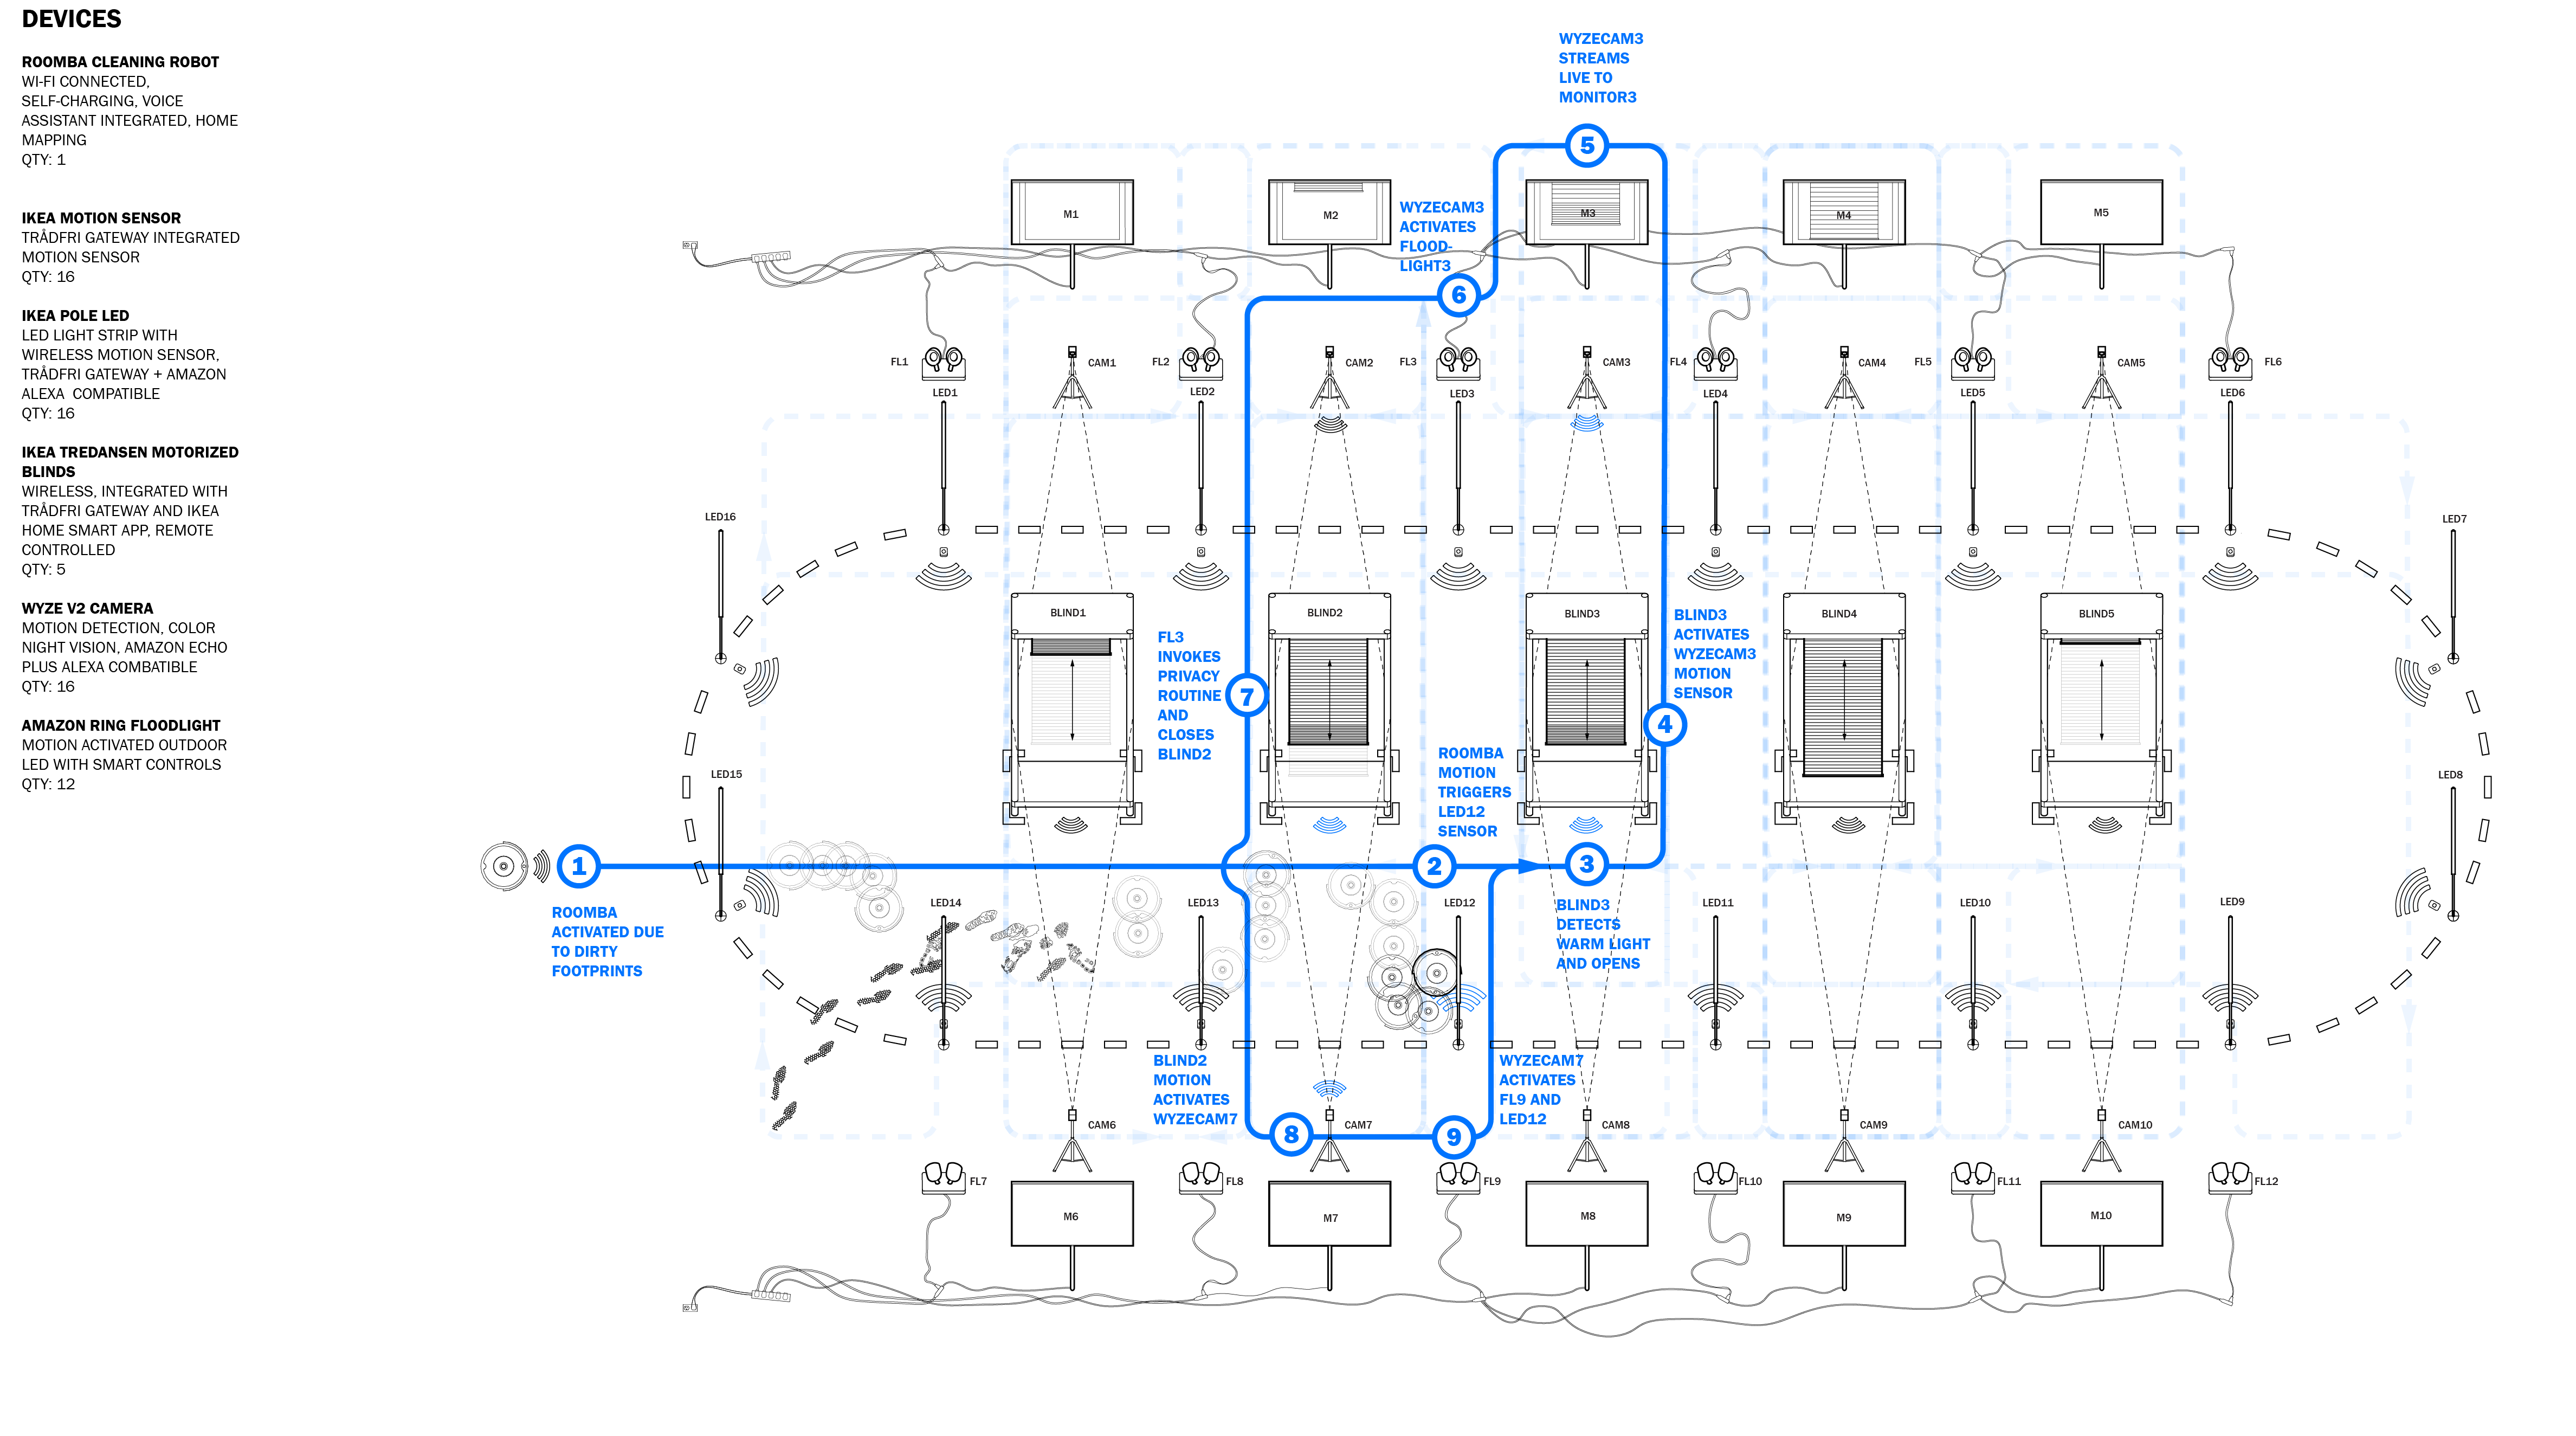 DEVICES
ROOMBA CLEANING ROBOT
WI-FI CONNECTED,
SELF-CHARGING, VOICE
ASSISTANT INTEGRATED, HOME
MAPPING
QTY: 1
IKEA MOTION SENSOR
TRÅDFRI GATEWAY INTEGRATED
MOTION SENSOR
QTY: 16
IKEA POLE LED
LED LIGHT STRIP WITH
WIRELESS MOTION SENSOR,
TRÅDFRI GATEWAY + AMAZON
ALEXA COMPATIBLE
QTY: 16
IKEA TREDANSEN MOTORIZED
BLINDS
WIRELESS, INTEGRATED WITH
TRÅDFRI GATEWAY AND IKEA
HOME SMART APP, REMOTE
CONTROLLED
QTY: 5
WYZE V2 CAMERA
MOTION DETECTION, COLOR
NIGHT VISION, AMAZON ECHO
PLUS ALEXA COMBATIBLE
QTY: 16
AMAZON RING FLOODLIGHT
MOTION ACTIVATED OUTDOOR
LED WITH SMART CONTROLS
QTY: 12
WYZECAM3
STREAMS
LIVE TO
MONITOR3
5
M1
M2
M3
M4
M5
WYZECAM3
ACTIVATES
FLOOD-
LIGHT3
6
FL1
CAM1
FL2
CAM2
FL3
CAM3
FL4
CAM4
FL5
CAM5
FL6
LED1
LED2
LED3
LED4
LED5
LED6
LED16
LED7
BLIND1
BLIND2
BLIND3
BLIND4
BLIND5
FL3
INVOKES
PRIVACY
ROUTINE
AND
CLOSES
BLIND2
7
BLIND3
ACTIVATES
WYZECAM3
MOTION
SENSOR
4
ROOMBA
MOTION
TRIGGERS
LED12
SENSOR
LED15
LED8
1
2
3
ROOMBA
ACTIVATED DUE
TO DIRTY
FOOTPRINTS
BLIND3
DETECTS
WARM LIGHT
AND OPENS
LED14
LED13
LED12
LED11
LED10
LED9
BLIND2
MOTION
ACTIVATES
WYZECAM7
WYZECAM7
ACTIVATES
FL9 AND
LED12
8
9
CAM6
CAM7
CAM8
CAM9
CAM10
FL7
FL8
FL9
FL10
FL11
FL12
M6
M7
M8
M9
M10